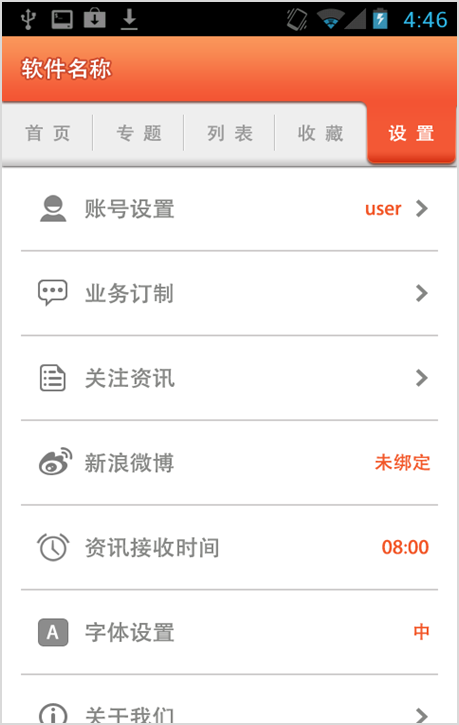 4:46
软件名称
首页 专题 列表 收藏 设置
账号设置 user
业务订制
关注资讯
新浪微博 未绑定
资讯接收时间 08:00
A 字体设置 中
关于我们